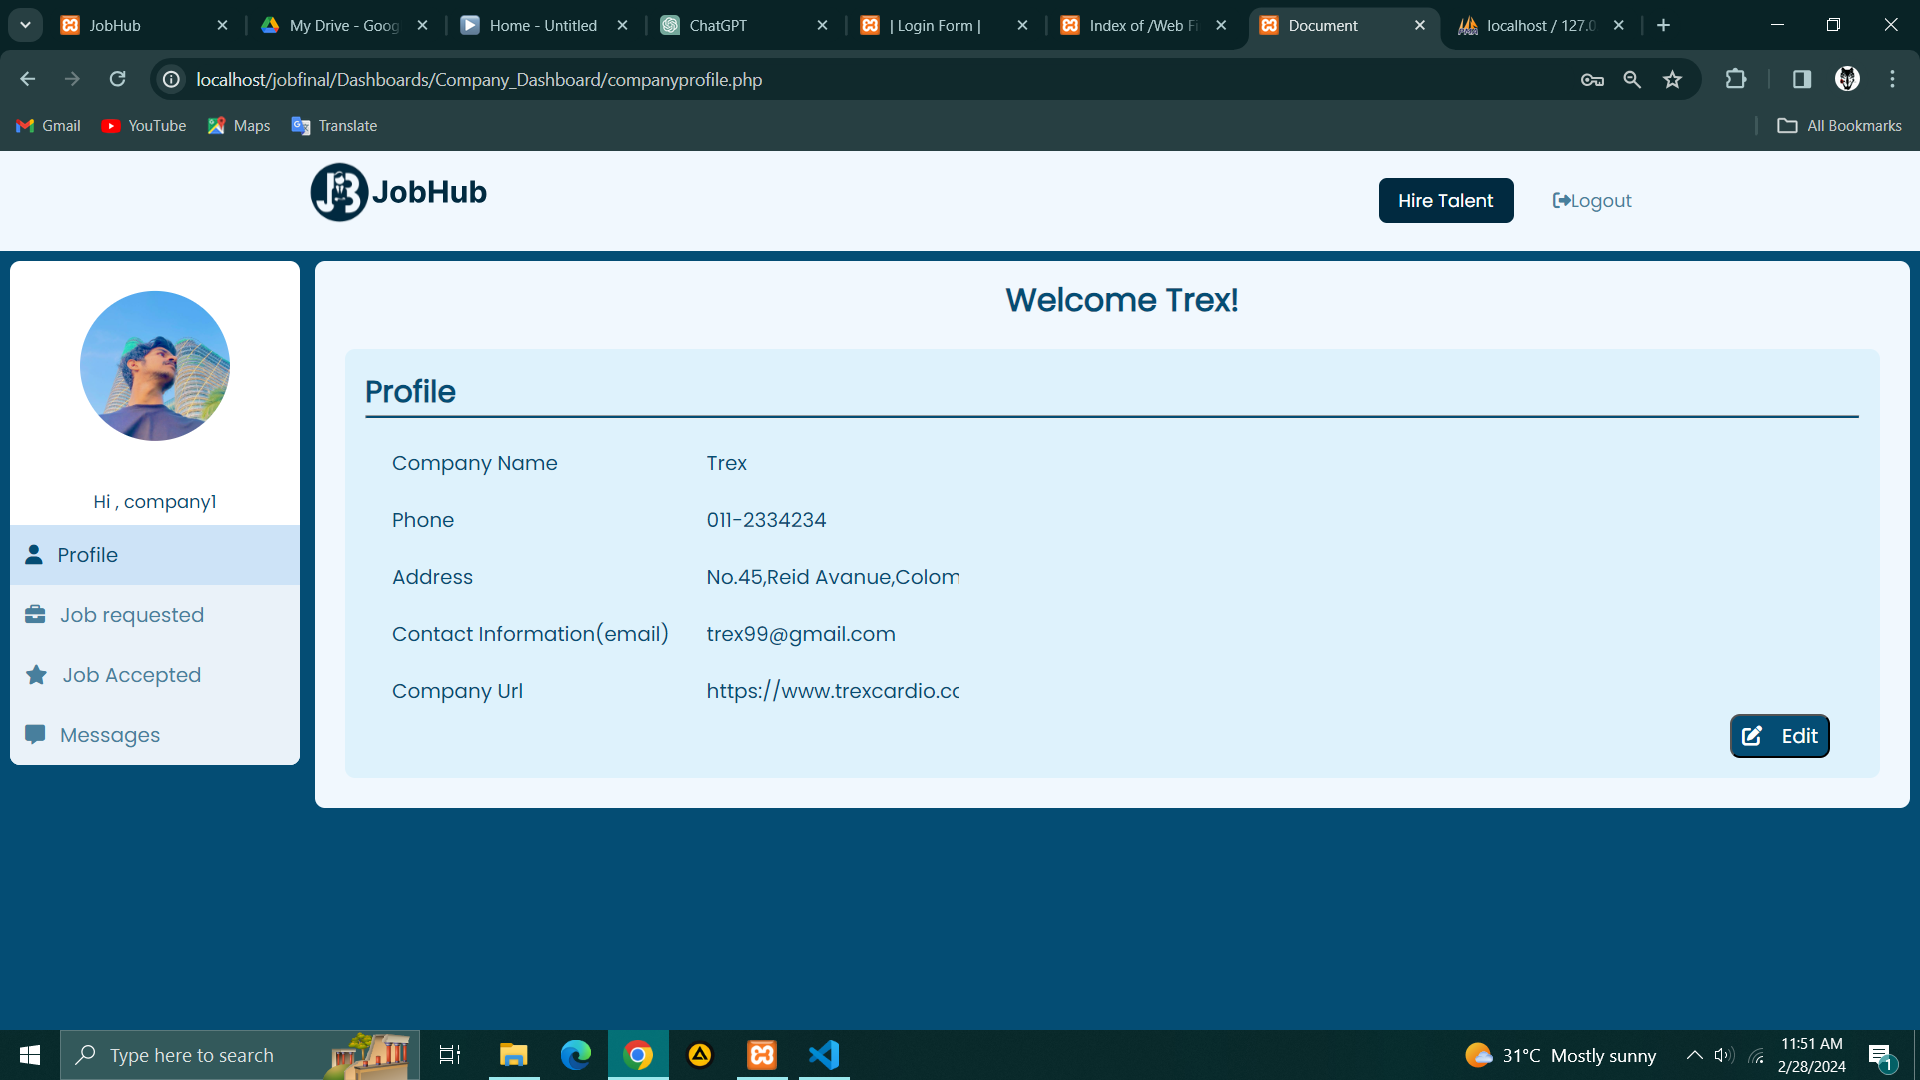 JobHub
My Drive - Goog
Home - Untitled
ChatGPT
| Login Form |
Index of /Web Fi
Document
localhost / 127.0
localhost/jobfinal/Dashboards/Company_Dashboard/companyprofile.php
Gmail
YouTube
Maps
Translate
All Bookmarks
JobHub
Hire Talent
Logout
Hi , company1
Profile
Job requested
Job Accepted
Messages
Welcome Trex!
Profile
Company Name Trex
Phone 011-2334234
Address No.45,Reid Avanue,Colom
Contact Information(email) trex99@gmail.com
Company Url https://www.trexcardio.co
Edit
Type here to search
31°C Mostly sunny
11:51 AM
2/28/2024
1